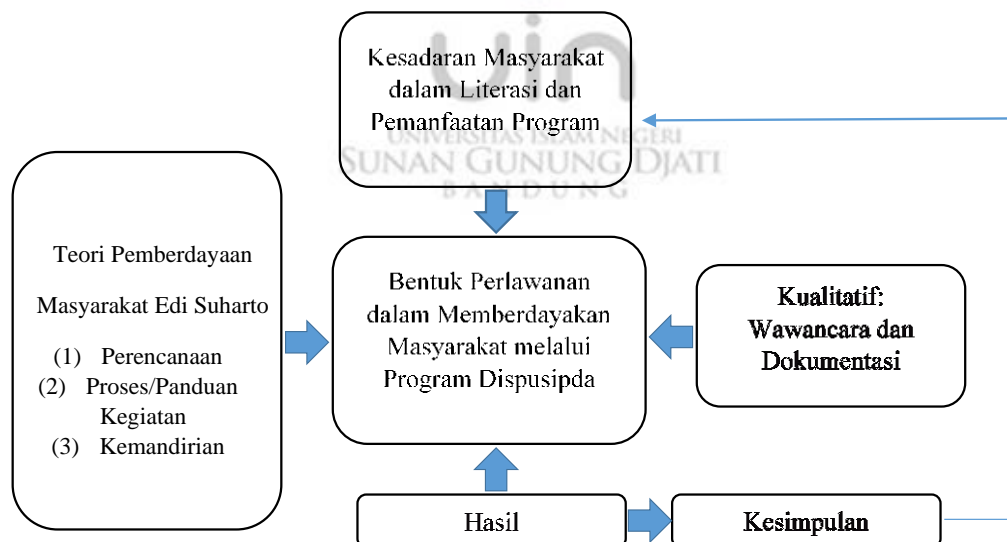 Kesadaran Masyarakat
dalam Literasi dan
Pemanfaatan Program
uin
UNIVERSITAS ISLAM NEGERI
SUNAN GUNUNG DJATI
BANDUNG
Teori Pemberdayaan
Masyarakat Edi Suharto
(1) Perencanaan
(2) Proses/Panduan
Kegiatan
(3) Kemandirian
Bentuk Perlawanan
dalam Memberdayakan
Masyarakat melalui
Program Dispusipda
Kualitatif:
Wawancara dan
Dokumentasi
Hasil
Kesimpulan